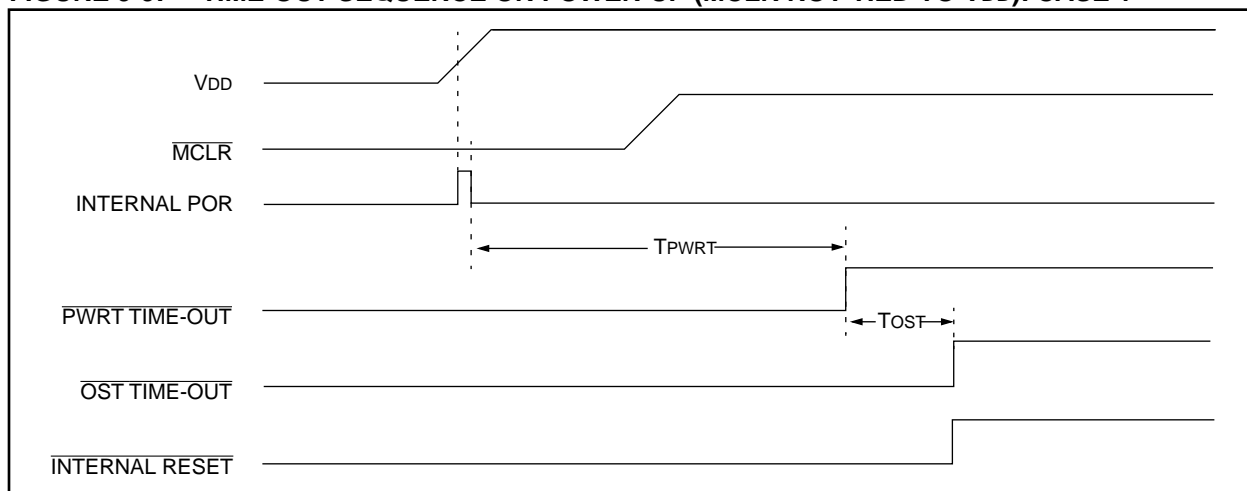 VDD
MCLR
INTERNAL POR
TPWRT
PWRT TIME-OUT
TOST
OST TIME-OUT
INTERNAL RESET